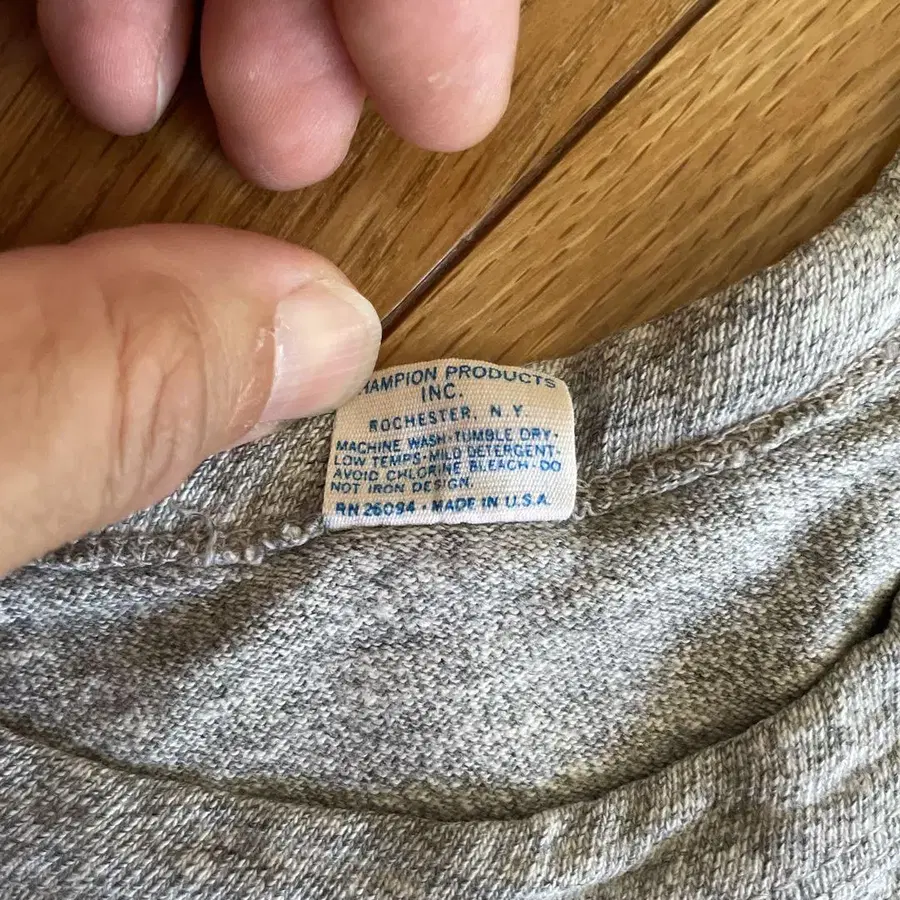 HAMPION PRODUCTS
INC.
ROCHESTER, N.Y.
MACHINE WASH·TUMBLE DRY·
LOW TEMPS·MILD DETERGENT·
AVOID CHLORINE BLEACH·DO
NOT IRON DESIGN.
RN 26094 · MADE IN U.S.A.